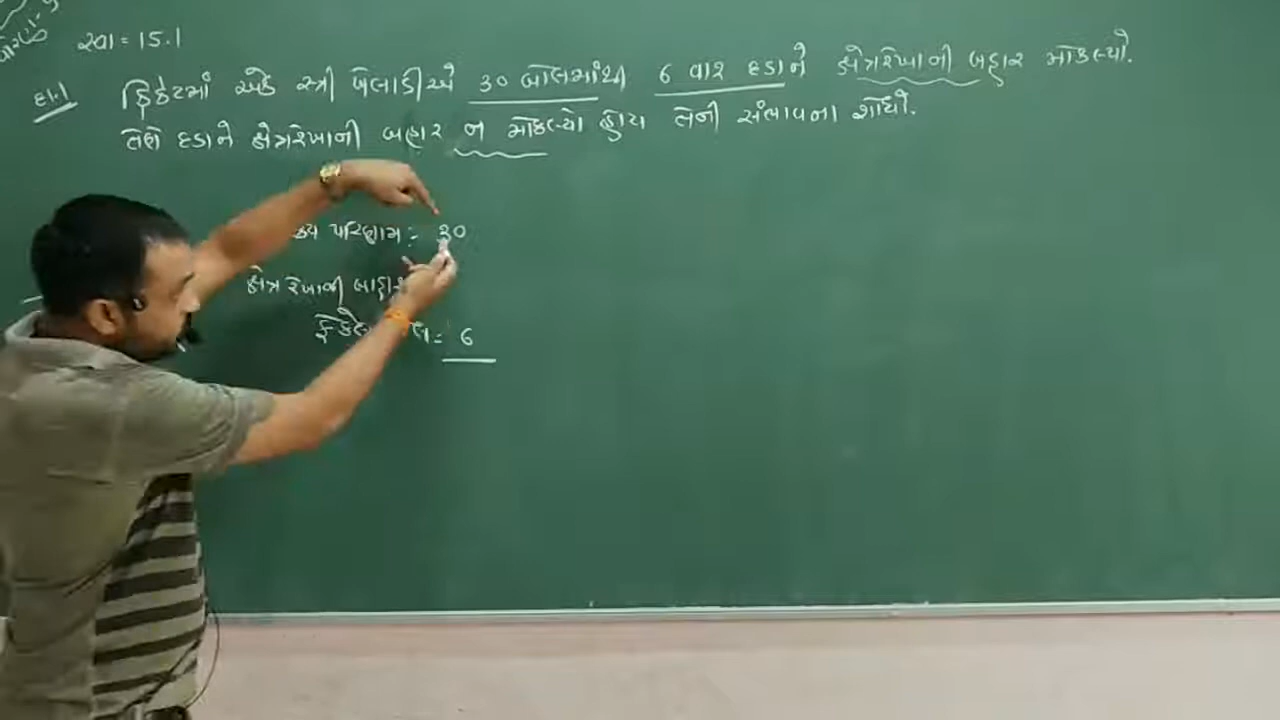 સ્વા = 15.1
દા.1 ક્રિકેટમાં એક સ્ત્રી ખેલાડીએ 30 બોલમાંથી 6 વાર દડાને ક્ષેત્રરેખાની બહાર મોકલ્યો.
તેણે દડાને ક્ષેત્રરેખાની બહાર ન મોકલ્યો હોય તેની સંભાવના શોધો.
પરિણામ :- 30
ક્ષેત્ર રેખાની બાહાર
= 6